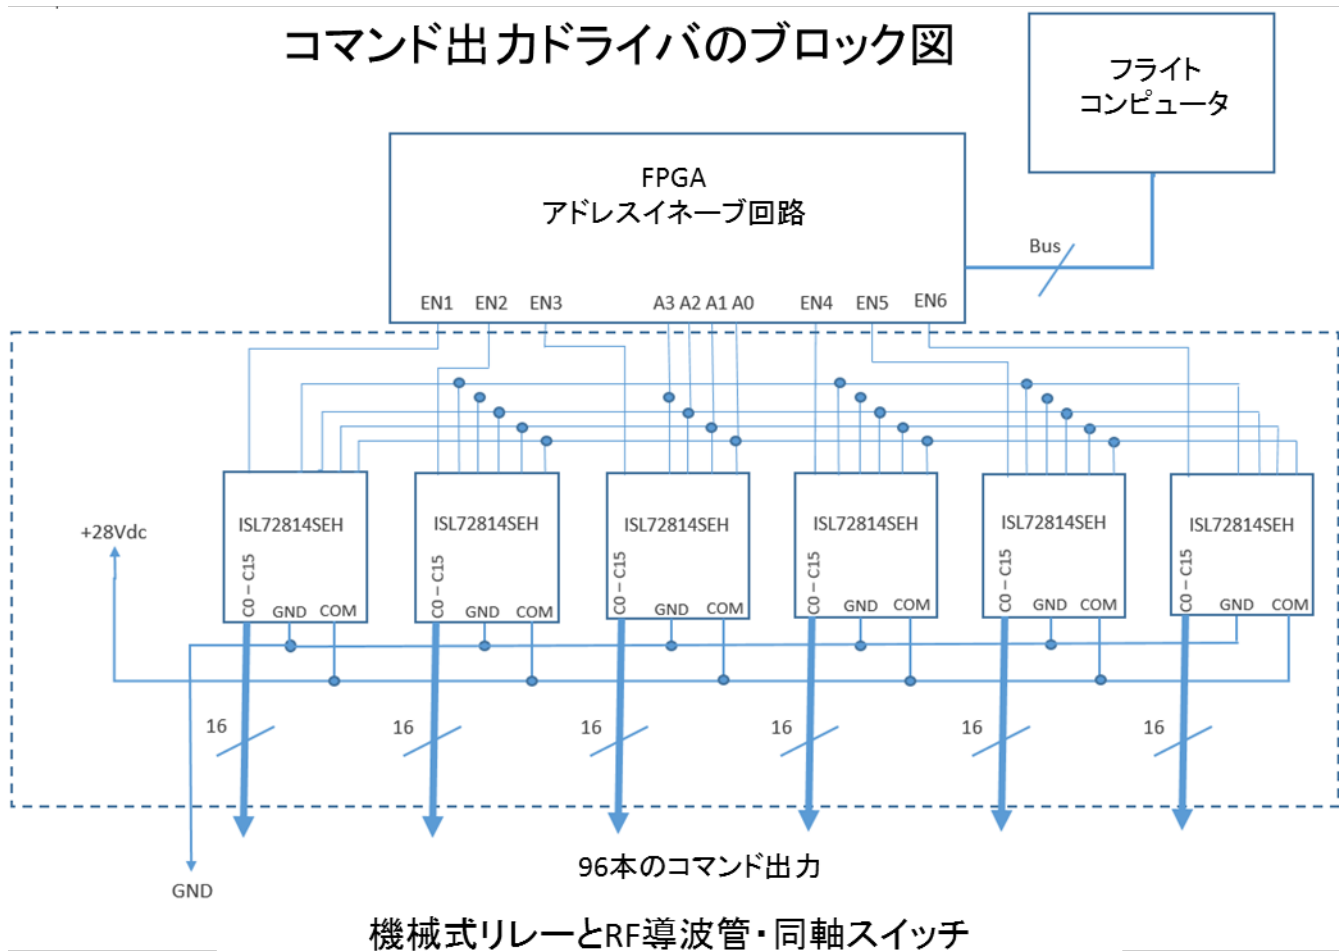 コマンド出力ドライバのブロック図
フライト
コンピュータ
FPGA
アドレスイネーブ回路
Bus
EN1 EN2 EN3 A3 A2 A1 A0 EN4 EN5 EN6
ISL72814SEH ISL72814SEH ISL72814SEH ISL72814SEH ISL72814SEH ISL72814SEH
+28Vdc
C0 – C15 C0 – C15 C0 – C15 C0 – C15 C0 – C15 C0 – C15
GND COM GND COM GND COM GND COM GND COM GND COM
16 16 16 16 16 16
96本のコマンド出力
GND
機械式リレーとRF導波管・同軸スイッチ